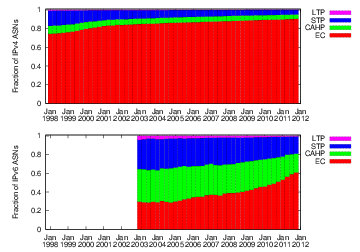 Fraction of IPv4 ASNs
1
0.8
0.6
0.4
0.2
0
Jan Jan Jan Jan Jan Jan Jan Jan Jan Jan Jan Jan Jan Jan Jan
1998 1999 2000 2001 2002 2003 2004 2005 2006 2007 2008 2009 2010 2011 2012
LTP
STP
CAHP
EC
Fraction of IPv6 ASNs
1
0.8
0.6
0.4
0.2
0
Jan Jan Jan Jan Jan Jan Jan Jan Jan Jan Jan Jan Jan Jan Jan
1998 1999 2000 2001 2002 2003 2004 2005 2006 2007 2008 2009 2010 2011 2012
LTP
STP
CAHP
EC